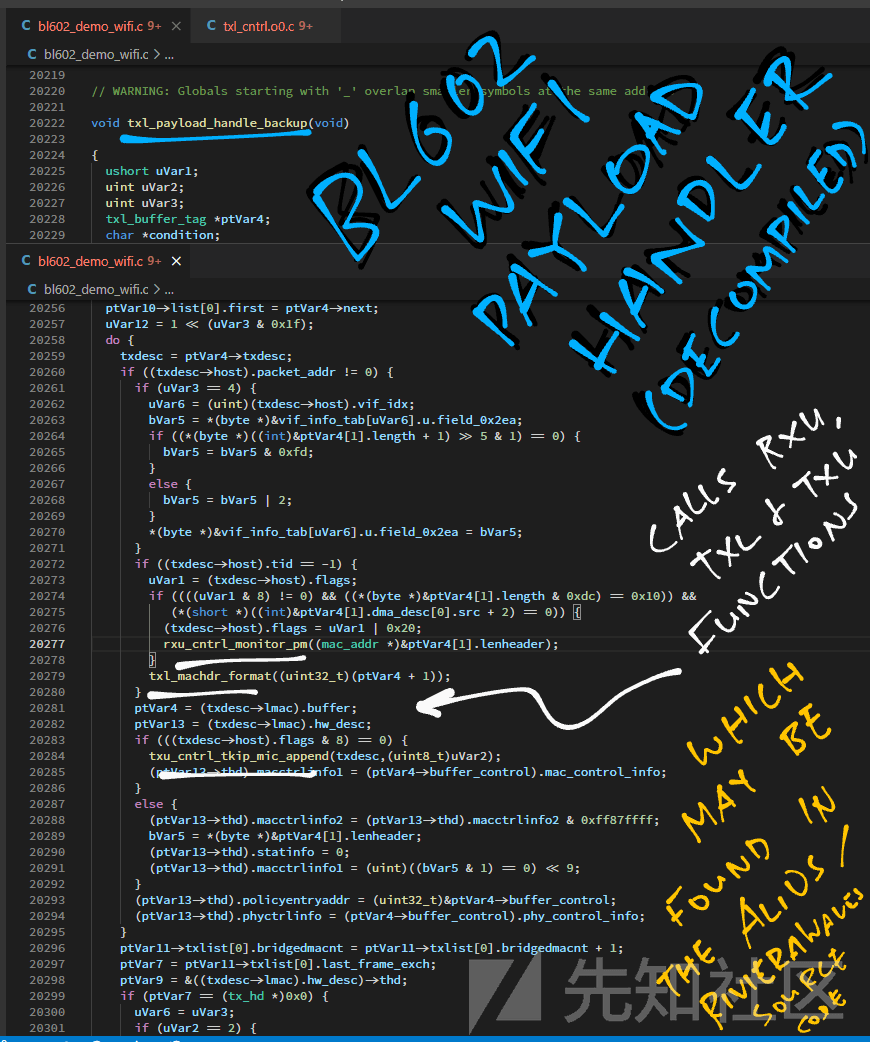 C bl602_demo_wifi.c 9+ ×
C txl_cntrl.o0.c 9+
C bl602_demo_wifi.c > ...
20219
20220 // WARNING: Globals starting with '_' overlap smaller symbols at the same add
20221
20222 void txl_payload_handle_backup(void)
20223
20224 {
20225 ushort uVar1;
20226 uint uVar2;
20227 uint uVar3;
20228 txl_buffer_tag *ptVar4;
20229 char *condition;
C bl602_demo_wifi.c 9+ ×
C bl602_demo_wifi.c > ...
20256 ptVar10->list[0].first = ptVar4->next;
20257 uVar12 = 1 << (uVar3 & 0x1f);
20258 do {
20259 txdesc = ptVar4->txdesc;
20260 if ((txdesc->host).packet_addr != 0) {
20261 if (uVar3 == 4) {
20262 uVar6 = (uint)(txdesc->host).vif_idx;
20263 bVar5 = *(byte *)&vif_info_tab[uVar6].u.field_0x2ea;
20264 if ((*(byte *)((int)&ptVar4[1].length + 1) >> 5 & 1) == 0) {
20265 bVar5 = bVar5 & 0xfd;
20266 }
20267 else {
20268 bVar5 = bVar5 | 2;
20269 }
20270 *(byte *)&vif_info_tab[uVar6].u.field_0x2ea = bVar5;
20271 }
20272 if ((txdesc->host).tid == -1) {
20273 uVar1 = (txdesc->host).flags;
20274 if ((((uVar1 & 8) != 0) && ((*(byte *)&ptVar4[1].length & 0xdc) == 0x10)) &&
20275 (*(short *)((int)&ptVar4[1].dma_desc[0].src + 2) == 0)) {
20276 (txdesc->host).flags = uVar1 | 0x20;
20277 rxu_cntrl_monitor_pm((mac_addr *)&ptVar4[1].lenheader);
20278 }
20279 txl_machdr_format((uint32_t)(ptVar4 + 1));
20280 }
20281 ptVar4 = (txdesc->lmac).buffer;
20282 ptVar13 = (txdesc->lmac).hw_desc;
20283 if (((txdesc->host).flags & 8) == 0) {
20284 txu_cntrl_tkip_mic_append(txdesc,(uint8_t)uVar2);
20285 (ptVar13->thd).macctrlinfo1 = (ptVar4->buffer_control).mac_control_info;
20286 }
20287 else {
20288 (ptVar13->thd).macctrlinfo2 = (ptVar13->thd).macctrlinfo2 & 0xff87ffff;
20289 bVar5 = *(byte *)&ptVar4[1].lenheader;
20290 (ptVar13->thd).statinfo = 0;
20291 (ptVar13->thd).macctrlinfo1 = (uint)((bVar5 & 1) == 0) << 9;
20292 }
20293 (ptVar13->thd).policyentryaddr = (uint32_t)&ptVar4->buffer_control;
20294 (ptVar13->thd).phyctrlinfo = (ptVar4->buffer_control).phy_control_info;
20295 }
20296 ptVar11->txlist[0].bridgedmacnt = ptVar11->txlist[0].bridgedmacnt + 1;
20297 ptVar7 = ptVar11->txlist[0].last_frame_exch;
20298 ptVar9 = &((txdesc->lmac).hw_desc)->thd;
20299 if (ptVar7 == (tx_hd *)0x0) {
20300 uVar6 = uVar3;
20301 if (uVar2 == 2) {
BL602
WIFI
PAYLOAD
HANDLER
(DECOMPILED)
CALLS RXU,
TXL & TXU
FUNCTIONS
WHICH
MAY BE
FOUND IN
THE ALIOS /
RIVIERAWAVES
SOURCE
CODE
先知社区